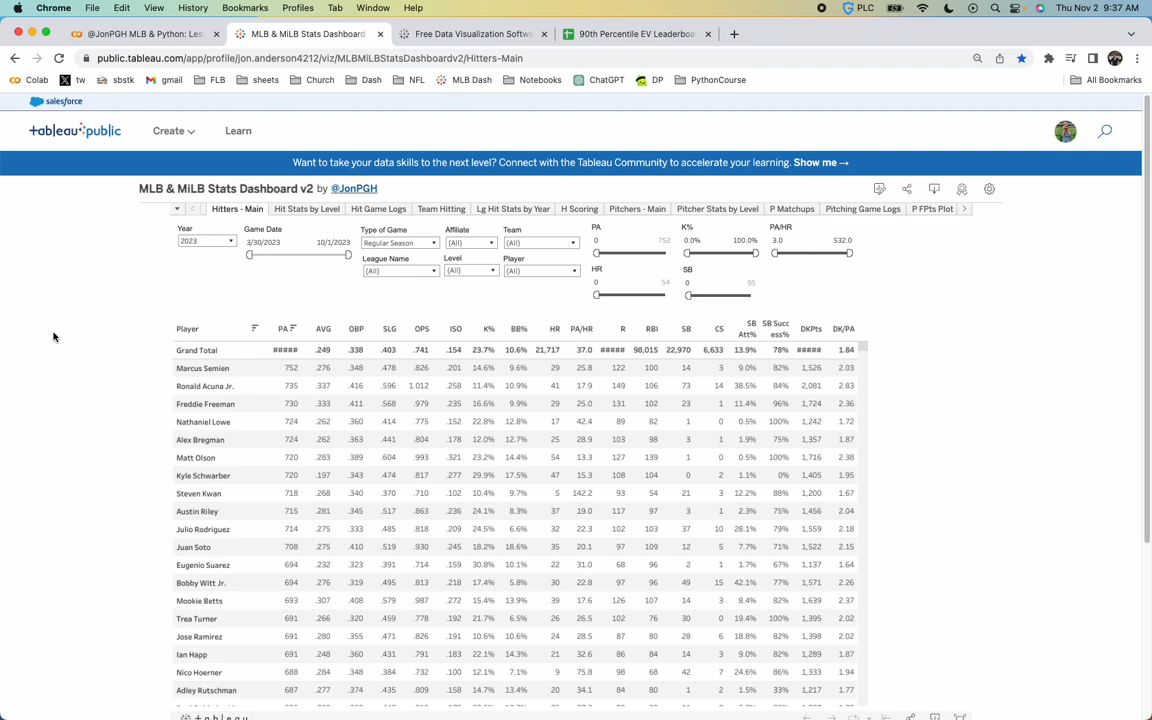 Chrome File Edit View History Bookmarks Profiles Tab Window Help PLC Thu Nov 2 9:37 AM
@JonPGH MLB & Python: Les MLB & MiLB Stats Dashboard Free Data Visualization Softwa 90th Percentile EV Leaderboa
public.tableau.com/app/profile/jon.anderson4212/viz/MLBMiLBStatsDashboardv2/Hitters-Main
Colab tw sbstk gmail FLB sheets Church Dash NFL MLB Dash Notebooks ChatGPT DP PythonCourse All Bookmarks
salesforce
+ableau public Create Learn
Want to take your data skills to the next level? Connect with the Tableau Community to accelerate your learning. Show me →
MLB & MiLB Stats Dashboard v2 by @JonPGH
Hitters - Main Hit Stats by Level Hit Game Logs Team Hitting Lg Hit Stats by Year H Scoring Pitchers - Main Pitcher Stats by Level P Matchups Pitching Game Logs P FPts Plot
Year Game Date Type of Game Affiliate Team PA K% PA/HR
2023 3/30/2023 10/1/2023 Regular Season (All) (All) 0 752 0.0% 100.0% 3.0 532.0
League Name Level Player HR SB
(All) (All) (All) 0 54 0 95
Player PA AVG OBP SLG OPS ISO K% BB% HR PA/HR R RBI SB CS SB Att% SB Success% DKPts DK/PA
Grand Total ##### .249 .338 .403 .741 .154 23.7% 10.6% 21,717 37.0 ##### 98,015 22,970 6,633 13.9% 78% ##### 1.84
Marcus Semien 752 .276 .348 .478 .826 .201 14.6% 9.6% 29 25.8 122 100 14 3 9.0% 82% 1,526 2.03
Ronald Acuna Jr. 735 .337 .416 .596 1.012 .258 11.4% 10.9% 41 17.9 149 106 73 14 38.5% 84% 2,081 2.83
Freddie Freeman 730 .333 .411 .568 .979 .235 16.6% 9.9% 29 25.0 131 102 23 1 11.4% 96% 1,724 2.36
Nathaniel Lowe 724 .262 .360 .414 .775 .152 22.8% 12.8% 17 42.4 89 82 1 0 0.5% 100% 1,242 1.72
Alex Bregman 724 .262 .363 .441 .804 .178 12.0% 12.7% 25 28.9 103 98 3 1 1.9% 75% 1,357 1.87
Matt Olson 720 .283 .389 .604 .993 .321 23.2% 14.4% 54 13.3 127 139 1 0 0.5% 100% 1,716 2.38
Kyle Schwarber 720 .197 .343 .474 .817 .277 29.9% 17.5% 47 15.3 108 104 0 2 1.1% 0% 1,405 1.95
Steven Kwan 718 .268 .340 .370 .710 .102 10.4% 9.7% 5 142.2 93 54 21 3 12.2% 88% 1,200 1.67
Austin Riley 715 .281 .345 .517 .863 .236 24.1% 8.3% 37 19.0 117 97 3 1 2.3% 75% 1,456 2.04
Julio Rodriguez 714 .275 .333 .485 .818 .209 24.5% 6.6% 32 22.3 102 103 37 10 28.1% 79% 1,559 2.18
Juan Soto 708 .275 .410 .519 .930 .245 18.2% 18.6% 35 20.1 97 109 12 5 7.7% 71% 1,522 2.15
Eugenio Suarez 694 .232 .323 .391 .714 .159 30.8% 10.1% 22 31.0 68 96 2 1 1.7% 67% 1,137 1.64
Bobby Witt Jr. 694 .276 .319 .495 .813 .218 17.4% 5.8% 30 22.8 97 96 49 15 42.1% 77% 1,571 2.26
Mookie Betts 693 .307 .408 .579 .987 .272 15.4% 13.9% 39 17.6 126 107 14 3 8.4% 82% 1,639 2.37
Trea Turner 691 .266 .320 .459 .778 .192 21.7% 6.5% 26 26.5 102 76 30 0 19.4% 100% 1,395 2.02
Jose Ramirez 691 .280 .355 .471 .826 .191 10.6% 10.6% 24 28.5 87 80 28 6 18.8% 82% 1,398 2.02
Ian Happ 691 .248 .360 .431 .791 .183 22.1% 14.3% 21 32.6 86 84 14 3 9.0% 82% 1,289 1.87
Nico Hoerner 688 .284 .348 .384 .732 .100 12.1% 7.1% 9 75.8 98 68 42 7 24.6% 86% 1,333 1.94
Adley Rutschman 687 .277 .374 .435 .809 .158 14.7% 13.4% 20 34.1 84 80 1 2 1.5% 33% 1,217 1.77
+ a b l e a u